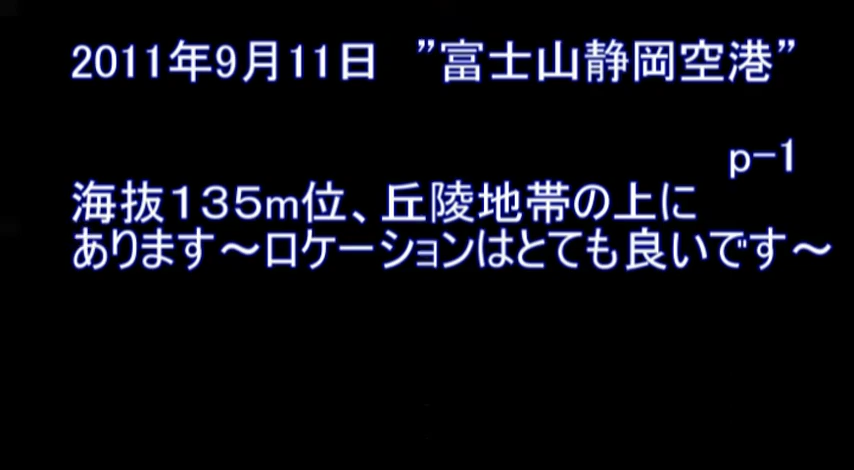 2011年9月11日　”富士山静岡空港”
p-1
海抜１３５ｍ位、丘陵地帯の上に
あります～ロケーションはとても良いです～